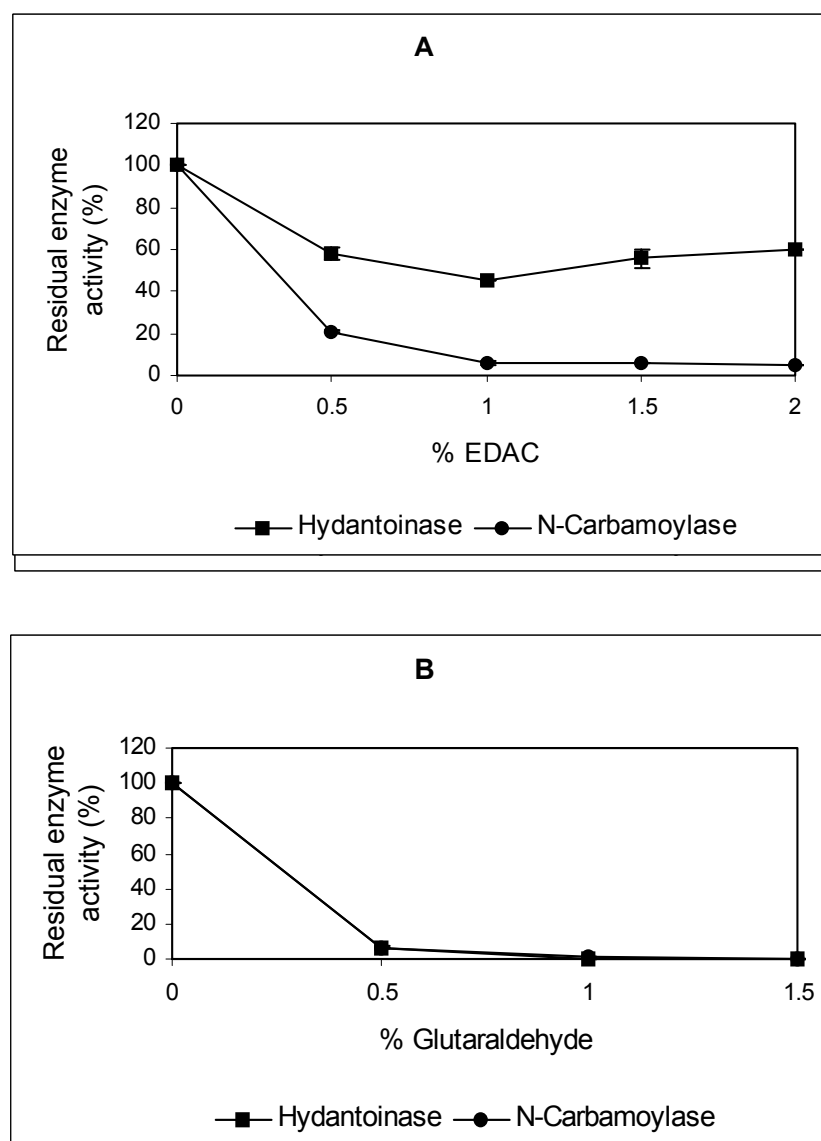 A
Residual enzyme
activity (%)
120
100
80
60
40
20
0
0 0.5 1 1.5 2
% EDAC
Hydantoinase N-Carbamoylase
B
Residual enzyme
activity (%)
120
100
80
60
40
20
0
0 0.5 1 1.5
% Glutaraldehyde
Hydantoinase N-Carbamoylase